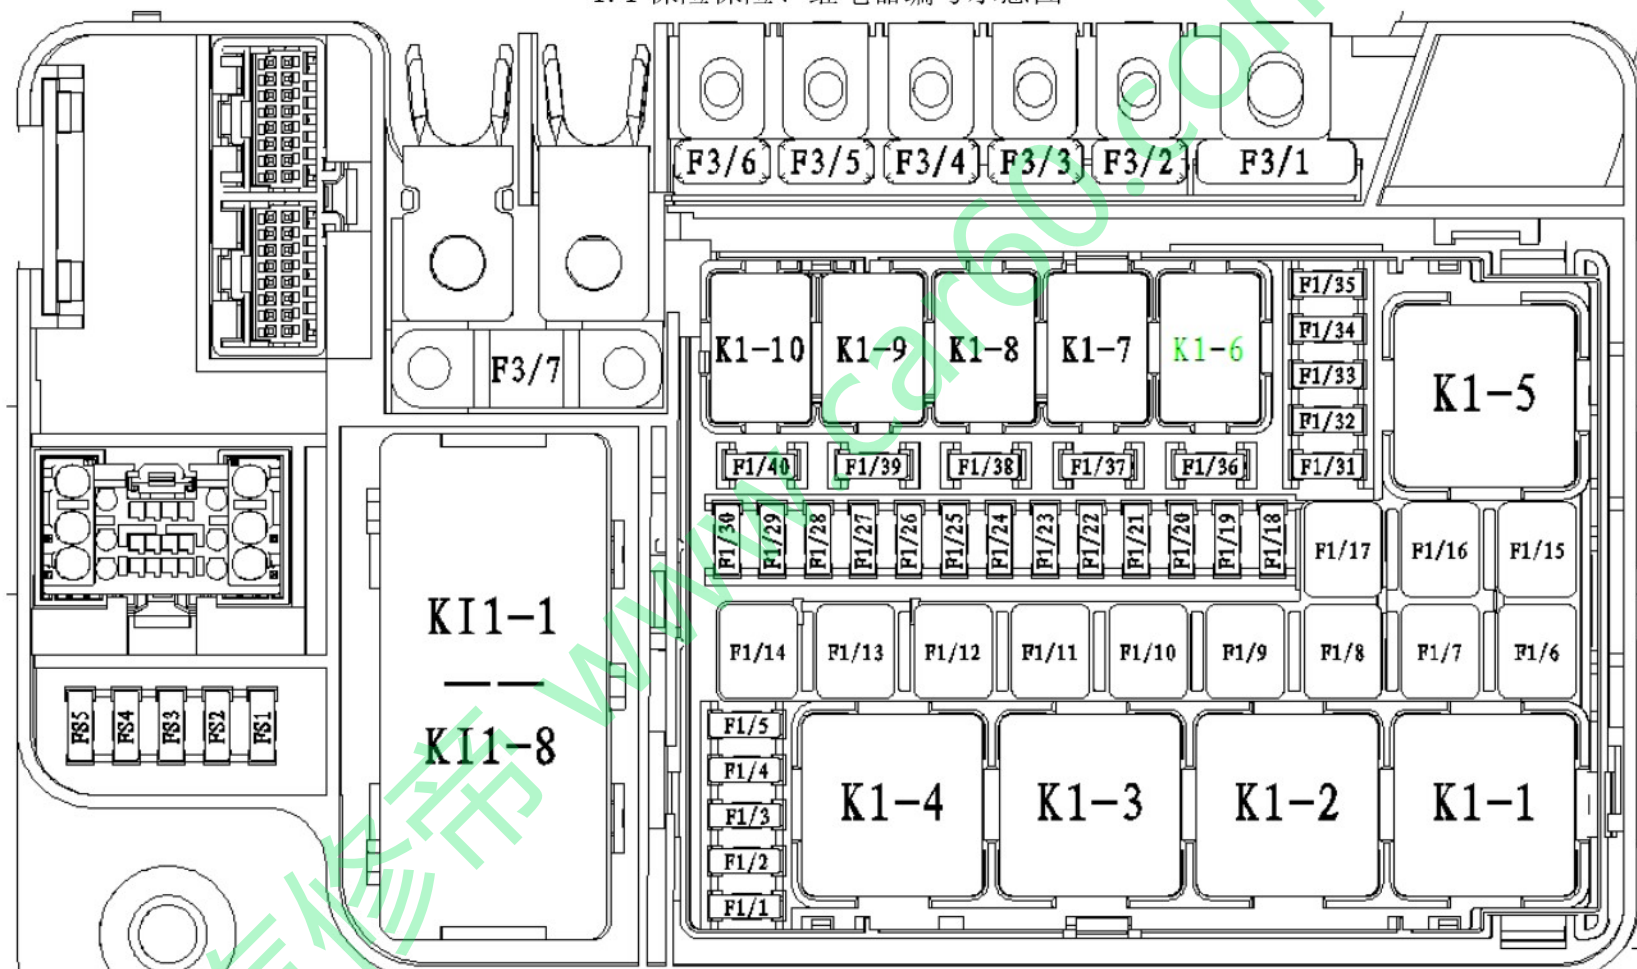 F3/6 F3/5 F3/4 F3/3 F3/2 F3/1
F1/35
K1-10 K1-9 K1-8 K1-7 K1-6
F1/34
F1/33
F3/7
K1-5
F1/32
F1/40 F1/39 F1/38 F1/37 F1/36 F1/31
F1/30 F1/29 F1/28 F1/27 F1/26 F1/25 F1/24 F1/23 F1/22 F1/21 F1/20 F1/19 F1/18 F1/17 F1/16 F1/15
KI1-1
——
KI1-8
F1/14 F1/13 F1/12 F1/11 F1/10 F1/9 F1/8 F1/7 F1/6
FS5 FS4 FS3 FS2 FS1
F1/5
F1/4
F1/3
F1/2
F1/1
K1-4 K1-3 K1-2 K1-1
修帝 www.car60.com